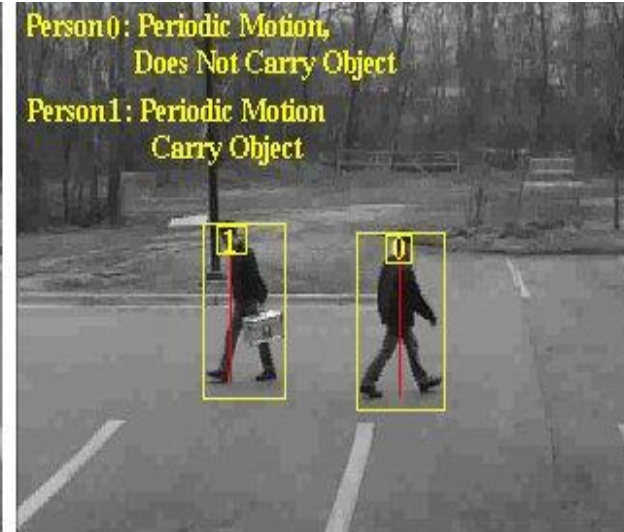 Person0: Periodic Motion,
Does Not Carry Object
Person1: Periodic Motion
Carry Object
1
0